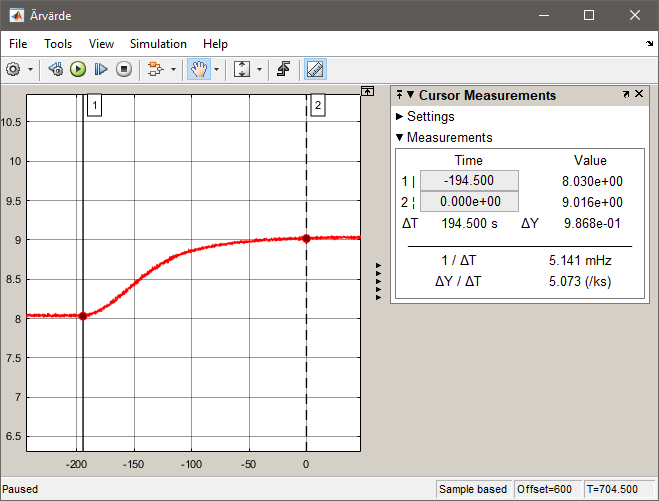 Ärvärde
File Tools View Simulation Help
1
2
10.5
10
9.5
9
8.5
8
7.5
7
6.5
-200 -150 -100 -50 0
Cursor Measurements
Settings
Measurements
Time Value
1 | -194.500 8.030e+00
2 ¦ 0.000e+00 9.016e+00
ΔT 194.500 s ΔY 9.868e-01
1 / ΔT 5.141 mHz
ΔY / ΔT 5.073 (/ks)
Paused Sample based Offset=600 T=704.500